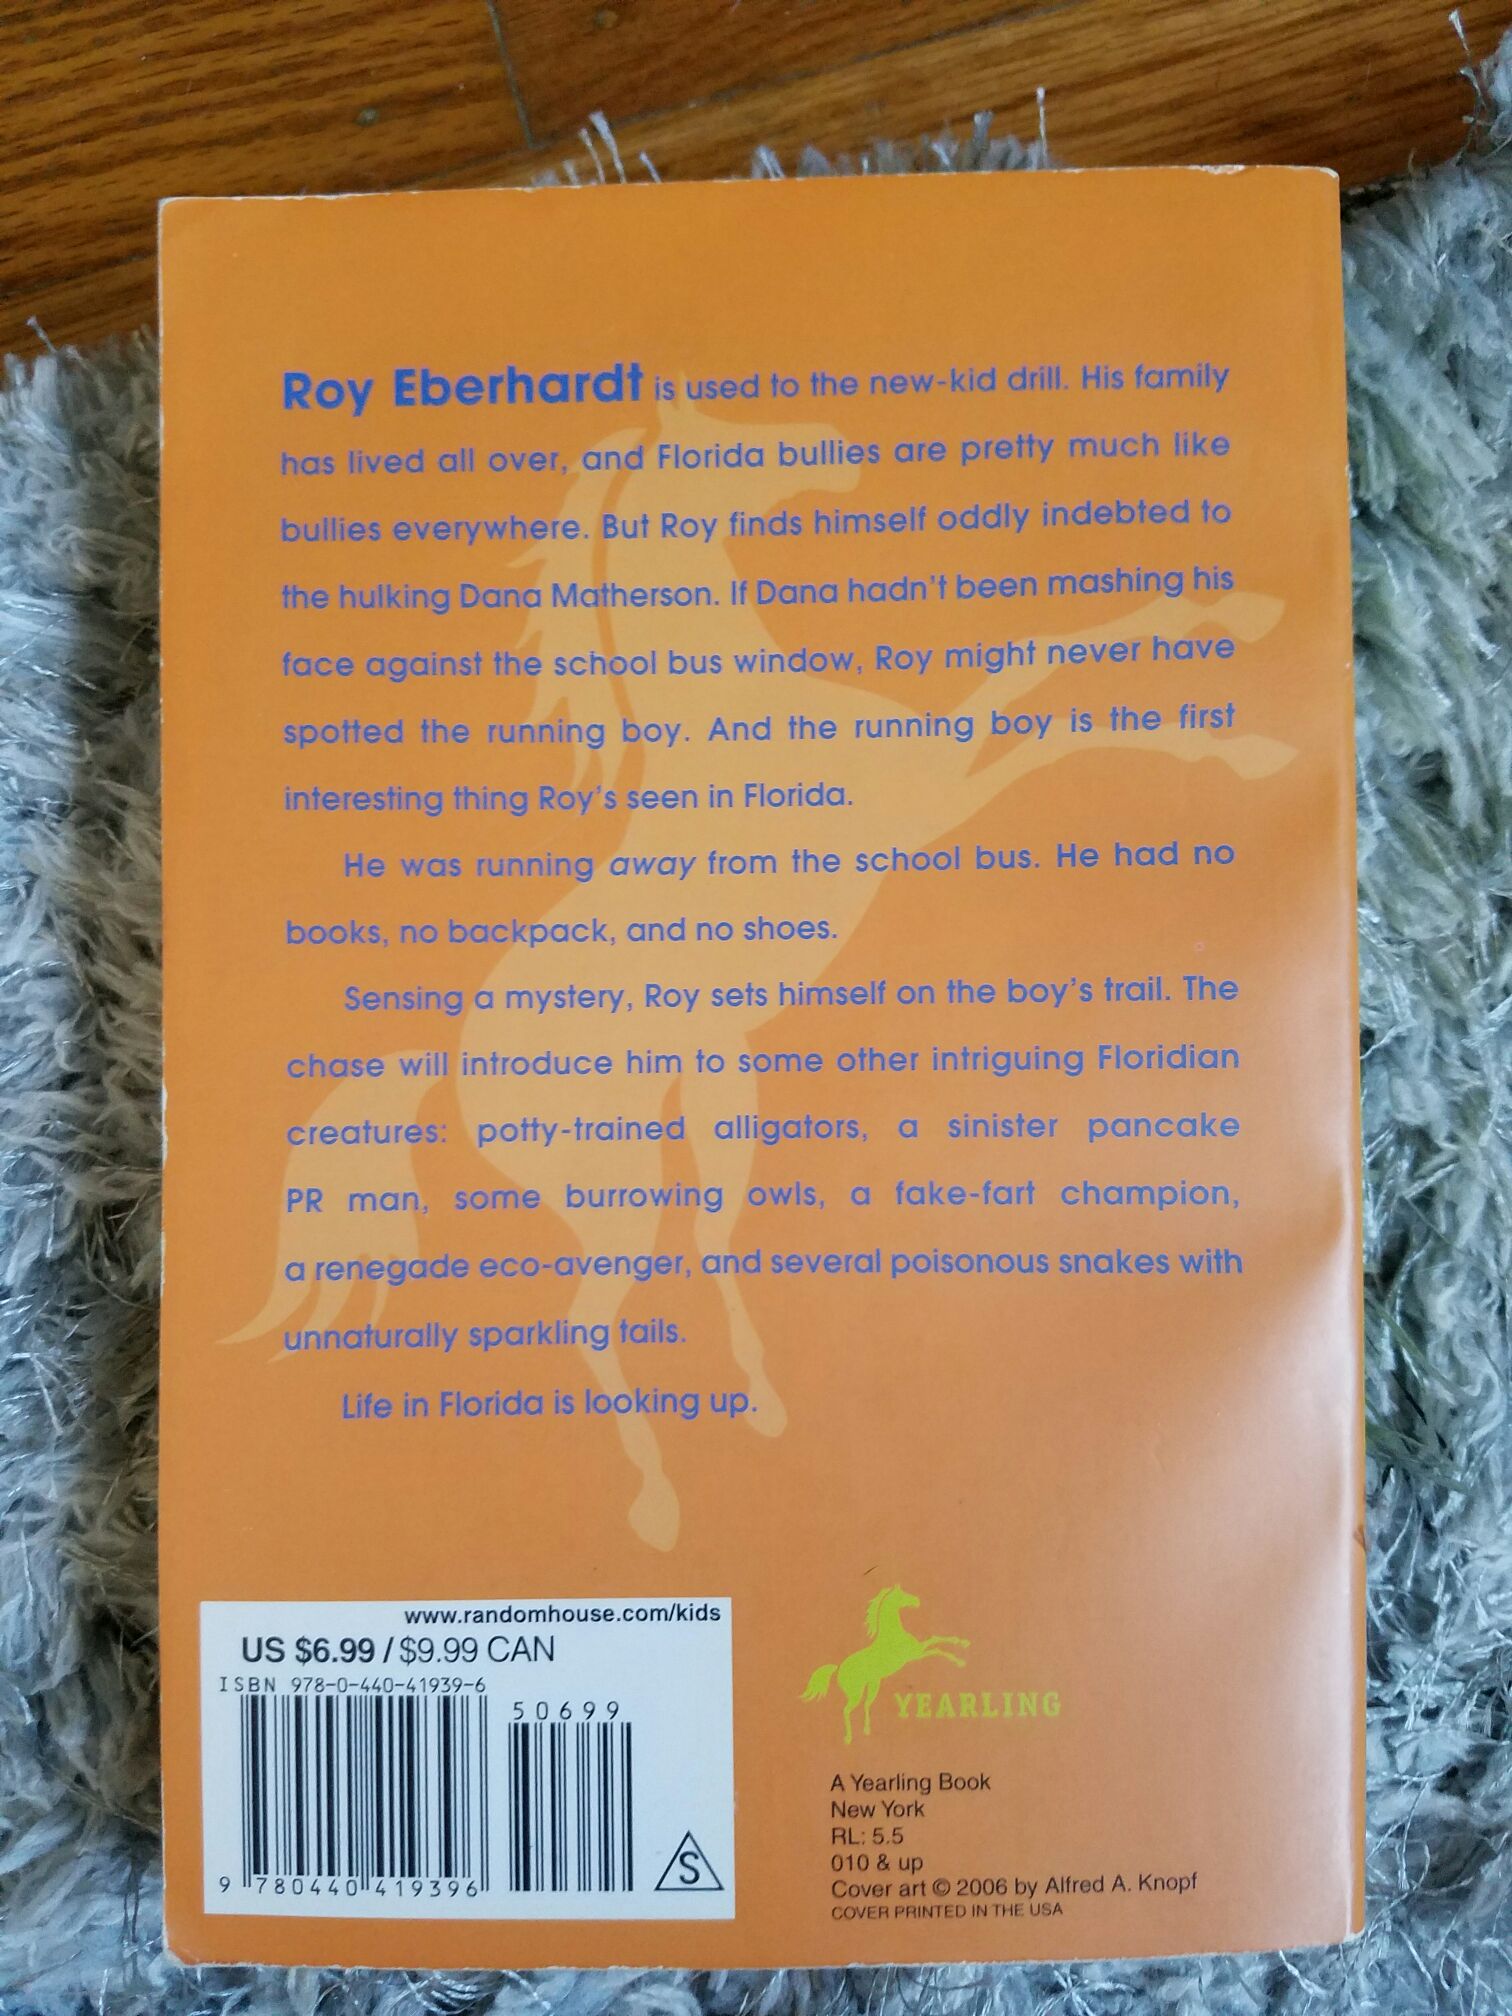 Roy Eberhardt is used to the new-kid drill. His family
has lived all over, and Florida bullies are pretty much like
bullies everywhere. But Roy finds himself oddly indebted to
the hulking Dana Matherson. If Dana hadn't been mashing his
face against the school bus window, Roy might never have
spotted the running boy. And the running boy is the first
interesting thing Roy's seen in Florida.
He was running away from the school bus. He had no
books, no backpack, and no shoes.
Sensing a mystery, Roy sets himself on the boy's trail. The
chase will introduce him to some other intriguing Floridian
creatures: potty-trained alligators, a sinister pancake
PR man, some burrowing owls, a fake-fart champion,
a renegade eco-avenger, and several poisonous snakes with
unnaturally sparkling tails.
Life in Florida is looking up.
www.randomhouse.com/kids
US $6.99 / $9.99 CAN
ISBN 978-0-440-41939-6
50699
9 780440 419396
S
YEARLING
A Yearling Book
New York
RL: 5.5
010 & up
Cover art © 2006 by Alfred A. Knopf
COVER PRINTED IN THE USA